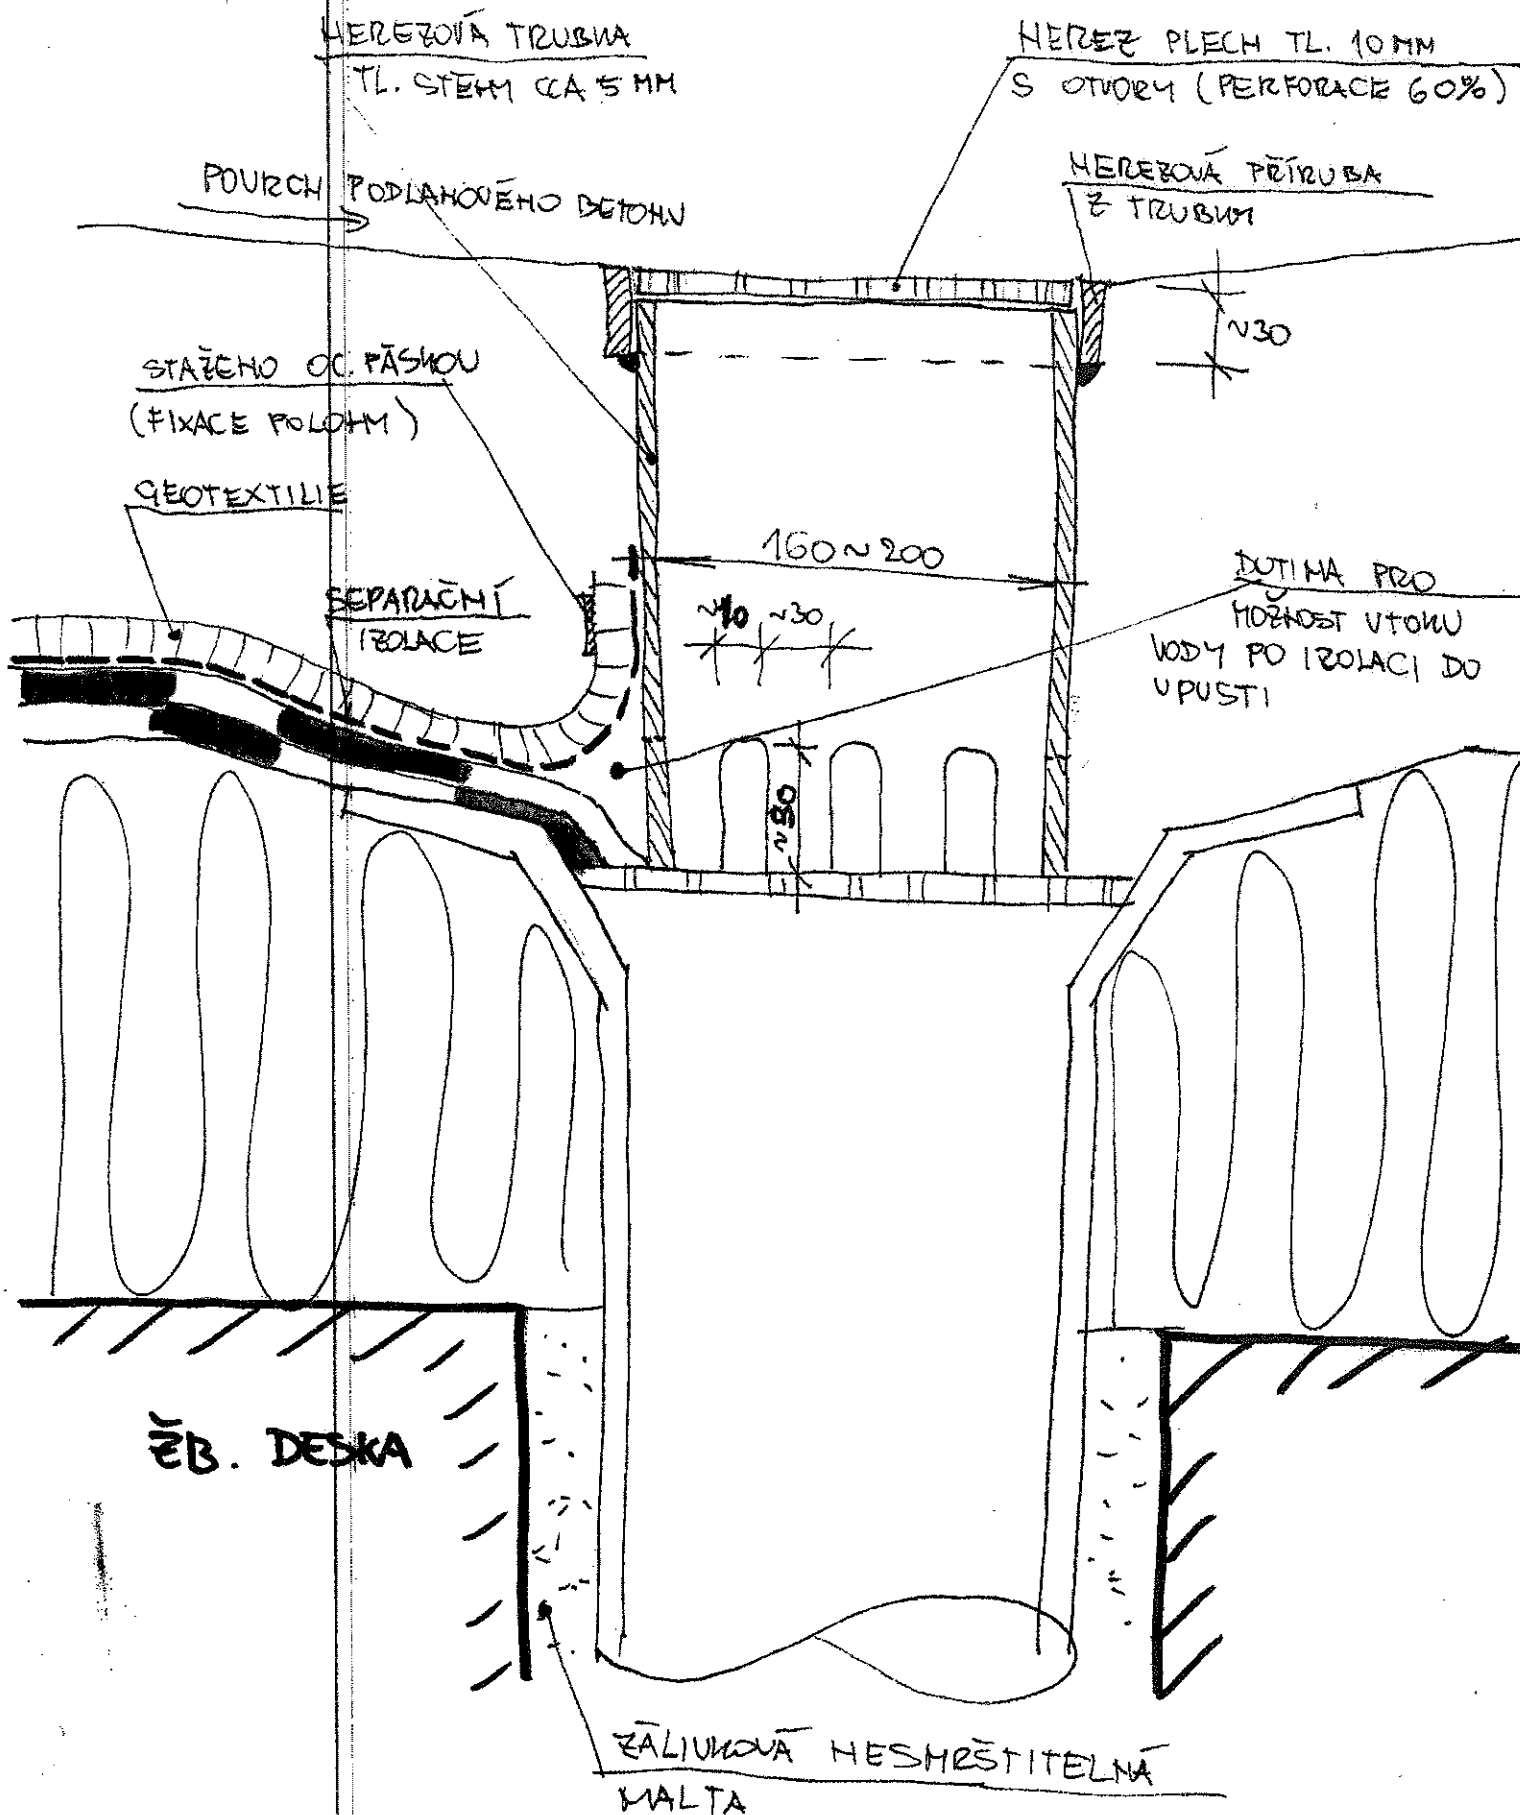 NEREZOVÁ TRUBKA
TL. STĚNY CCA 5 MM
NEREZ PLECH TL. 10 MM
S OTVORY (PERFORACE 60%)
POVRCH PODLAHOVÉHO BETONU
NEREZOVÁ PŘÍRUBA
Z TRUBKY
~30
STAŽENO OC. PÁSKOU
(FIXACE POLOHY)
GEOTEXTILIE
160~200
SEPARAČNÍ
IZOLACE
~10 ~30
DUTINA PRO
MOŽNOST VTOKU
VODY PO IZOLACI DO
VPUSTI
ŽB. DESKA
ZÁLIVKOVÁ NESMRŠTITELNÁ
MALTA